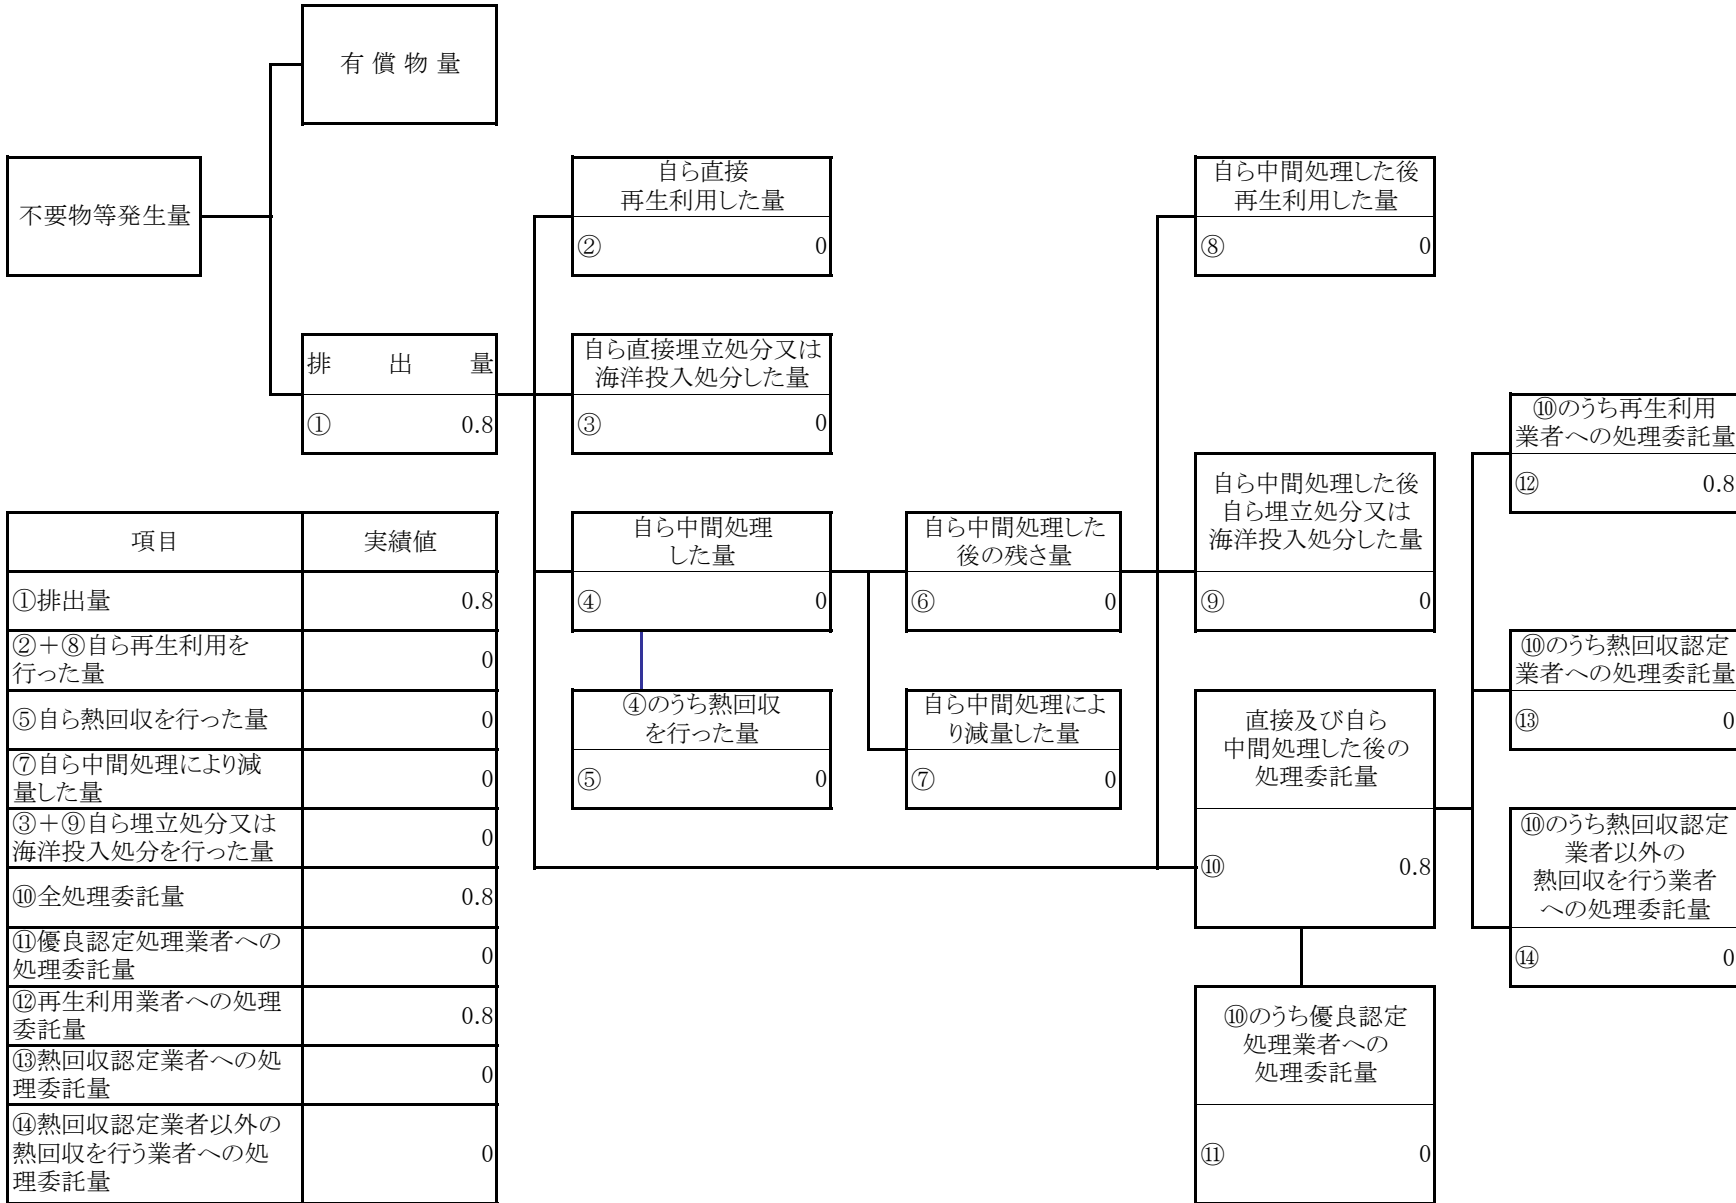 有 償 物 量
不要物等発生量
自ら直接
再生利用した量
② 0
自ら中間処理した後
再生利用した量
⑧ 0
排 出 量
① 0.8
自ら直接埋立処分又は
海洋投入処分した量
③ 0
⑩のうち再生利用
業者への処理委託量
⑫ 0.8
自ら中間処理した後
自ら埋立処分又は
海洋投入処分した量
⑨ 0
自ら中間処理
した量
④ 0
自ら中間処理した
後の残さ量
⑥ 0
④のうち熱回収
を行った量
⑤ 0
自ら中間処理によ
り減量した量
⑦ 0
直接及び自ら
中間処理した後の
処理委託量
⑩ 0.8
⑩のうち熱回収認定
業者への処理委託量
⑬ 0
⑩のうち熱回収認定
業者以外の
熱回収を行う業者
への処理委託量
⑭ 0
⑩のうち優良認定
処理業者への
処理委託量
⑪ 0
項目 実績値
①排出量 0.8
②+⑧自ら再生利用を
行った量 0
⑤自ら熱回収を行った量 0
⑦自ら中間処理により減
量した量 0
③+⑨自ら埋立処分又は
海洋投入処分を行った量 0
⑩全処理委託量 0.8
⑪優良認定処理業者への
処理委託量 0
⑫再生利用業者への処理
委託量 0.8
⑬熱回収認定業者への処
理委託量 0
⑭熱回収認定業者以外の
熱回収を行う業者への処
理委託量 0